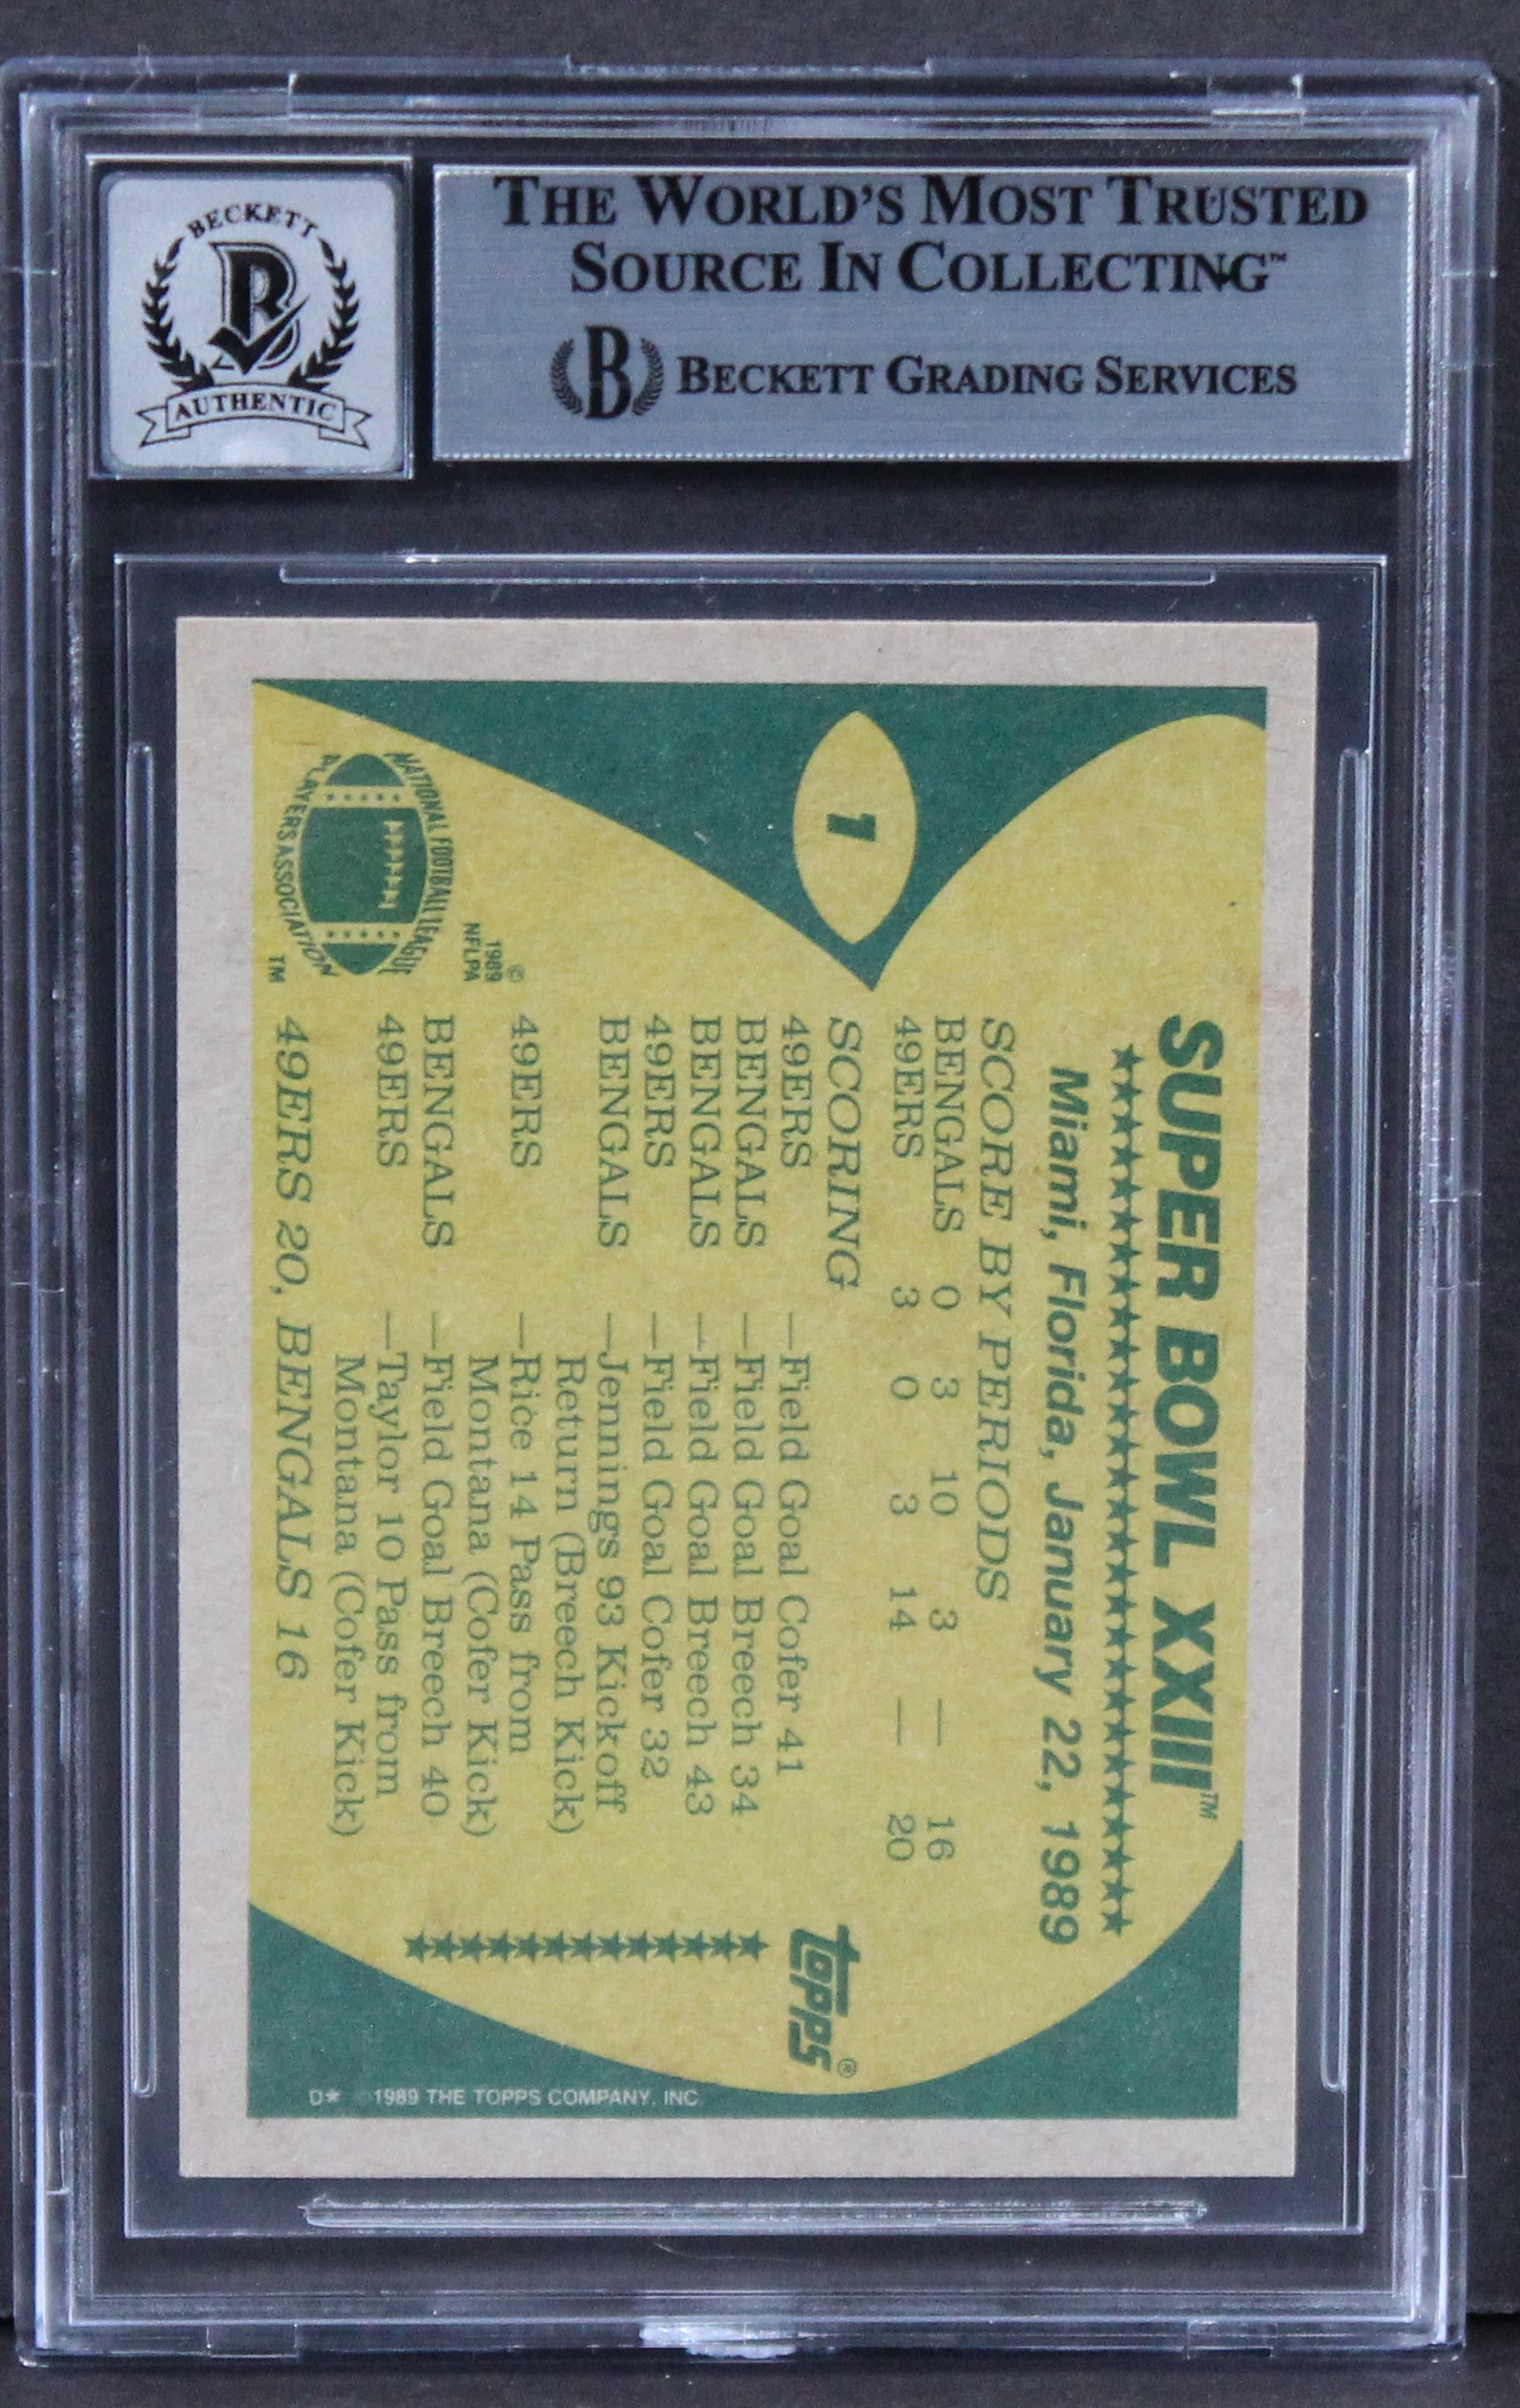 BECKETT
B
AUTHENTIC
THE WORLD'S MOST TRUSTED
SOURCE IN COLLECTING™
B BECKETT GRADING SERVICES
1
SUPER BOWL XXIII™
Miami, Florida, January 22, 1989
SCORE BY PERIODS
BENGALS 0 3 10 3 — 16
49ERS 3 0 3 14 — 20
SCORING
49ERS —Field Goal Cofer 41
BENGALS —Field Goal Breech 34
BENGALS —Field Goal Breech 43
49ERS —Field Goal Cofer 32
BENGALS —Jennings 93 Kickoff
Return (Breech Kick)
49ERS —Rice 14 Pass from
Montana (Cofer Kick)
BENGALS —Field Goal Breech 40
49ERS —Taylor 10 Pass from
Montana (Cofer Kick)
49ERS 20, BENGALS 16
©
1989
NFLPA
NATIONAL FOOTBALL LEAGUE
PLAYERS ASSOCIATION
TM
TOPPS®
D* ©1989 THE TOPPS COMPANY, INC.